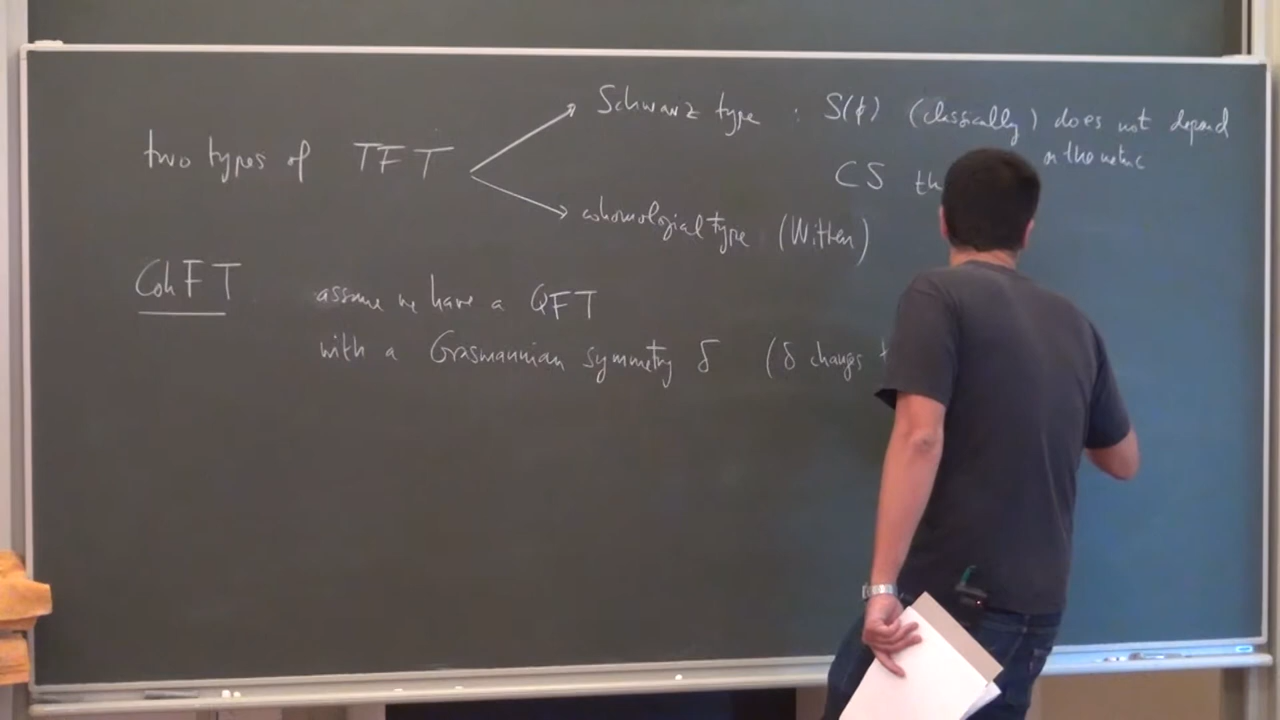 Schwarz type : S(ϕ) (classically) does not depend
on the metric
two types of TFT
CS th
cohomological type (Witten)
CohFT
assume we have a QFT
with a Grasmannian symmetry δ (δ changes t